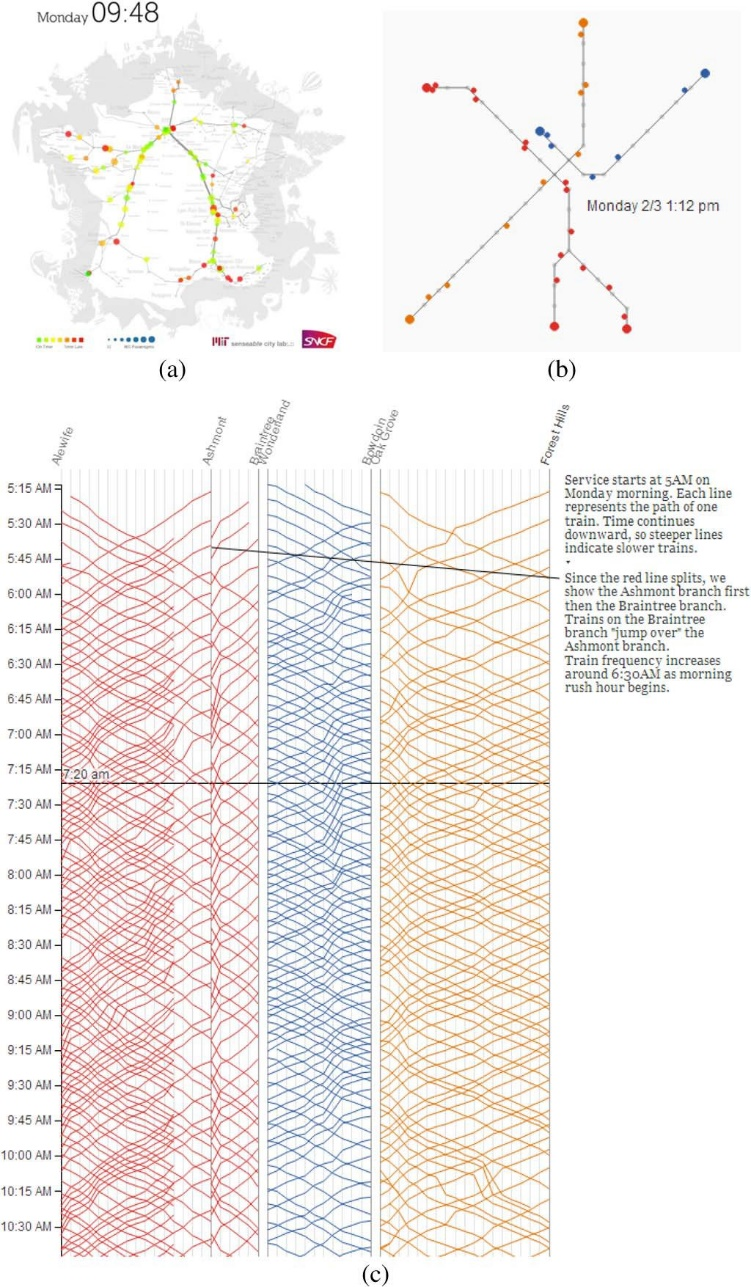 Monday 09:48
On Time
Train Late
MIT senseable city lab
SNCF
(a)
Monday 2/3 1:12 pm
(b)
Alewife
Ashmont
Braintree
Wonderland
Bowdoin
Oak Grove
Forest Hills
5:15 AM
5:30 AM
5:45 AM
6:00 AM
6:15 AM
6:30 AM
6:45 AM
7:00 AM
7:15 AM
7:20 am
7:30 AM
7:45 AM
8:00 AM
8:15 AM
8:30 AM
8:45 AM
9:00 AM
9:15 AM
9:30 AM
9:45 AM
10:00 AM
10:15 AM
10:30 AM
Service starts at 5AM on
Monday morning. Each line
represents the path of one
train. Time continues
downward, so steeper lines
indicate slower trains.
Since the red line splits, we
show the Ashmont branch first
then the Braintree branch.
Trains on the Braintree
branch "jump over" the
Ashmont branch.
Train frequency increases
around 6:30AM as morning
rush hour begins.
(c)